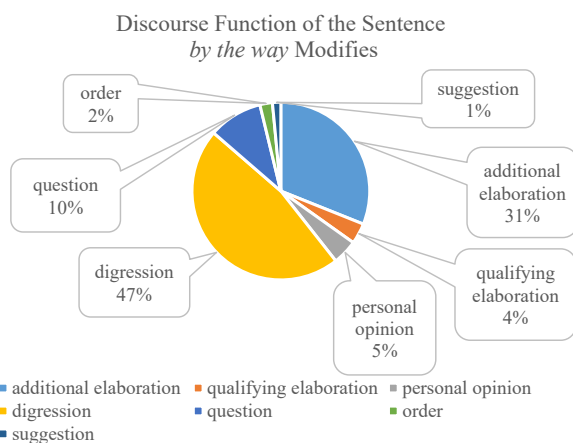 Discourse Function of the Sentence
by the way Modifies
order
2%
suggestion
1%
question
10%
additional
elaboration
31%
digression
47%
qualifying
elaboration
4%
personal
opinion
5%
additional elaboration qualifying elaboration personal opinion
digression question order
suggestion